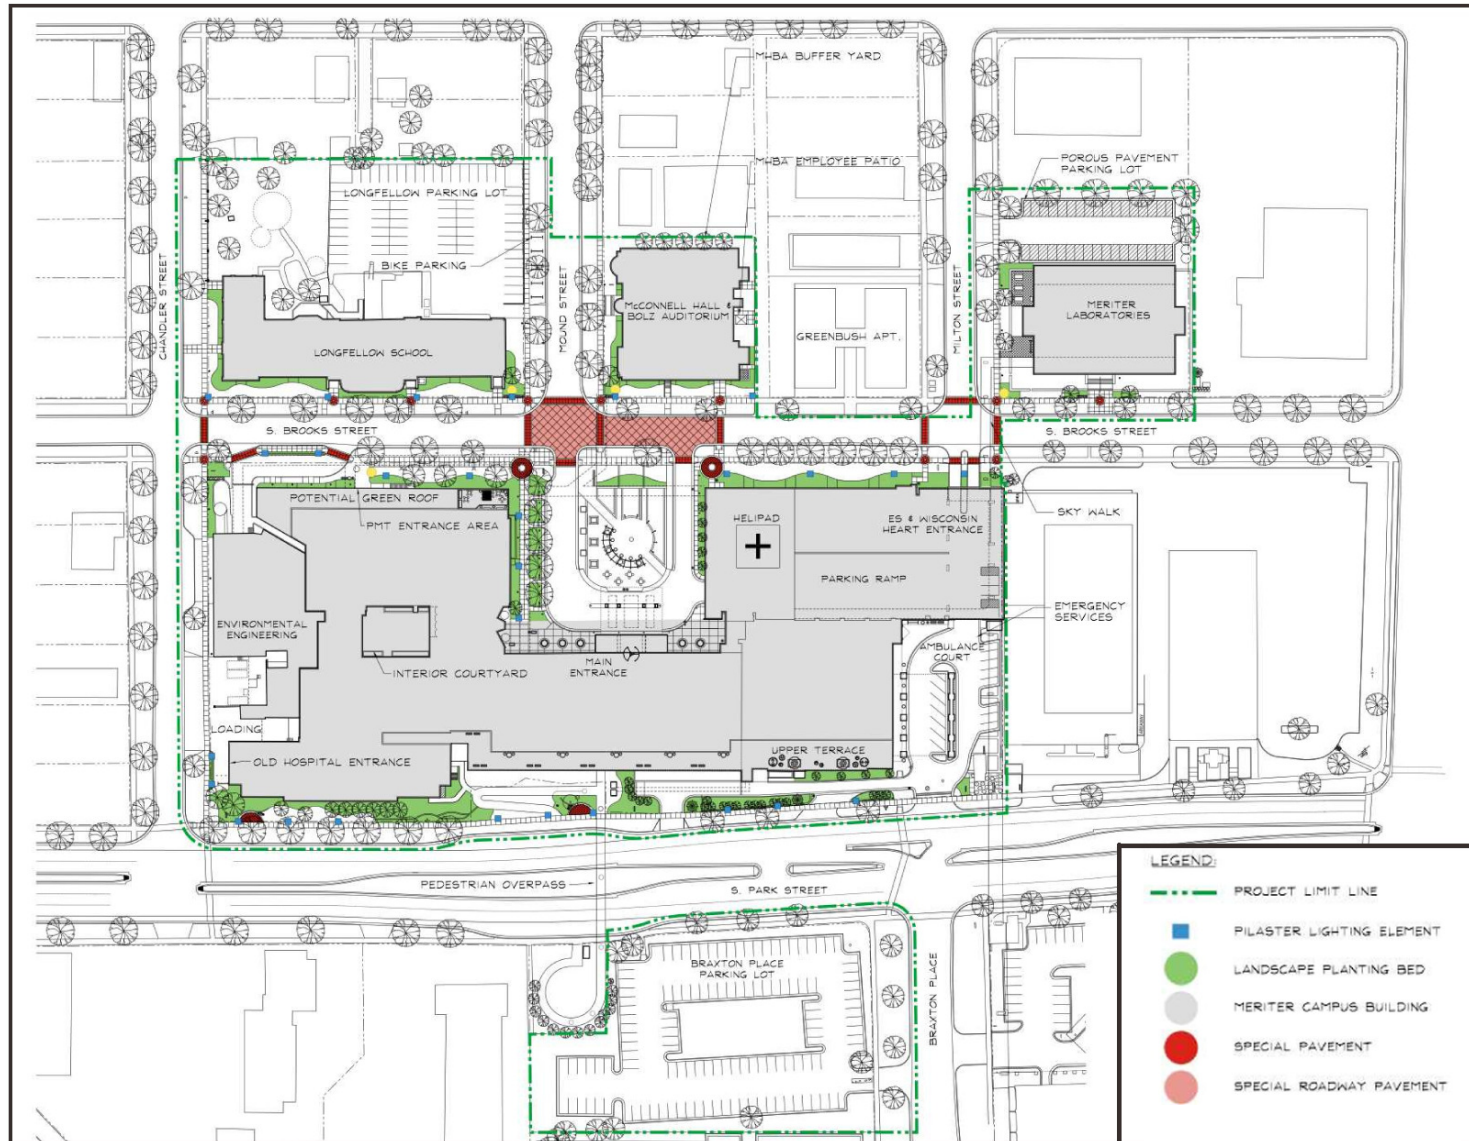 MHBA BUFFER YARD
MHBA EMPLOYEE PATIO
POROUS PAVEMENT
PARKING LOT
LONGFELLOW PARKING LOT
BIKE PARKING
CHANDLER STREET
MOUND STREET
MILTON STREET
McCONNELL HALL &
BOLZ AUDITORIUM
MERITER
LABORATORIES
GREENBUSH APT.
LONGFELLOW SCHOOL
S. BROOKS STREET
S. BROOKS STREET
POTENTIAL GREEN ROOF
PMT ENTRANCE AREA
HELIPAD
ES & WISCONSIN
HEART ENTRANCE
SKY WALK
PARKING RAMP
EMERGENCY
SERVICES
ENVIRONMENTAL
ENGINEERING
INTERIOR COURTYARD
MAIN
ENTRANCE
AMBULANCE
COURT
LOADING
OLD HOSPITAL ENTRANCE
UPPER TERRACE
PEDESTRIAN OVERPASS
S. PARK STREET
BRAXTON PLACE
PARKING LOT
BRAXTON PLACE
LEGEND:
PROJECT LIMIT LINE
PILASTER LIGHTING ELEMENT
LANDSCAPE PLANTING BED
MERITER CAMPUS BUILDING
SPECIAL PAVEMENT
SPECIAL ROADWAY PAVEMENT